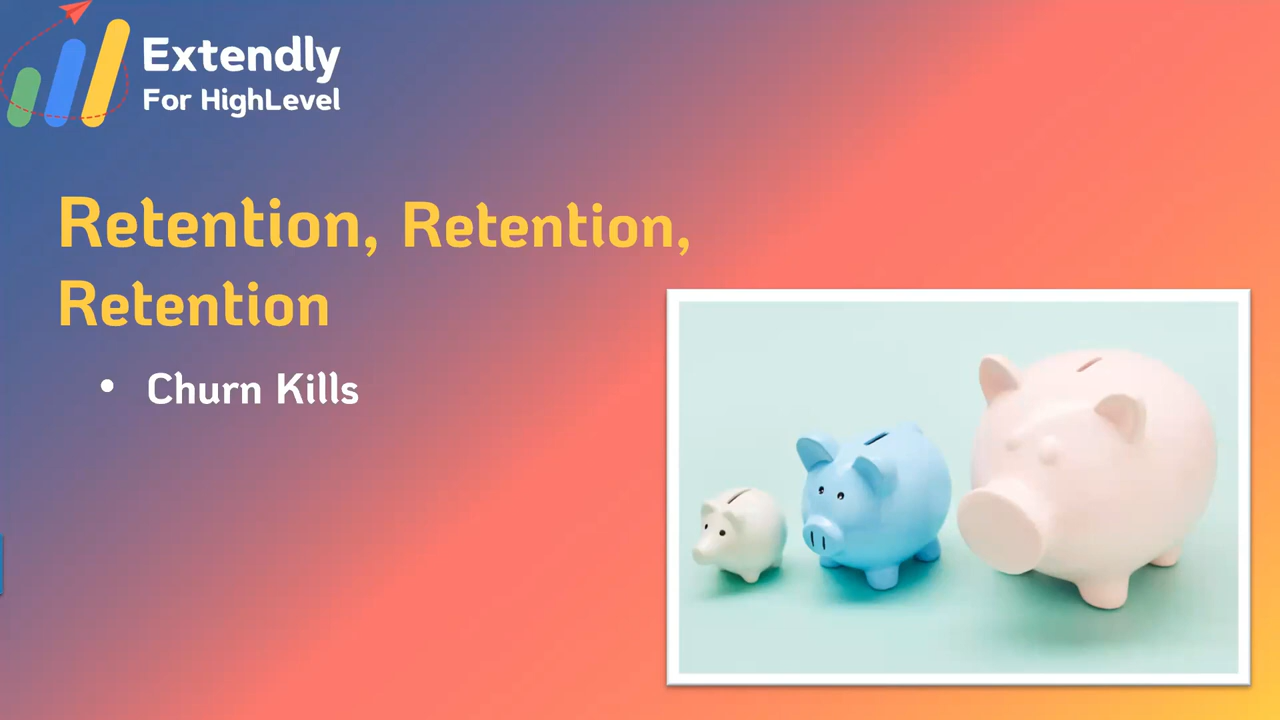 Extendly
For HighLevel
Retention, Retention,
Retention
• Churn Kills